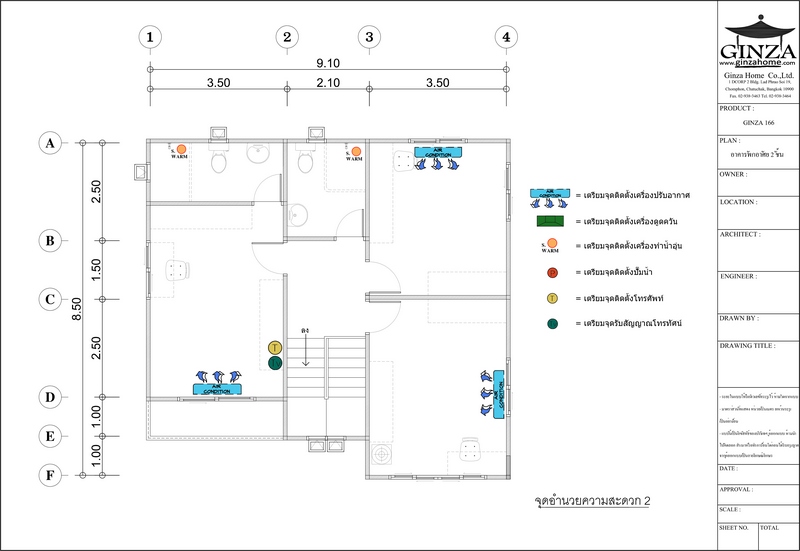 1
2
3
4
9.10
3.50
2.10
3.50
A
B
C
D
E
F
8.50
2.50
1.50
2.50
1.00
1.00
S.
WARM
S.
WARM
AIR
CONDITION
AIR
CONDITION
AIR
CONDITION
ลง
T
TV
AIR
CONDITION
= เตรียมจุดติดตั้งเครื่องปรับอากาศ
= เตรียมจุดติดตั้งเครื่องดูดควัน
S.
WARM
= เตรียมจุดติดตั้งเครื่องทำน้ำอุ่น
P
= เตรียมจุดติดตั้งปั๊มน้ำ
T
= เตรียมจุดติดตั้งโทรศัพท์
TV
= เตรียมจุดรับสัญญาณโทรทัศน์
จุดอำนวยความสะดวก 2
GINZA
www.ginzahome.com
Ginza Home Co.,Ltd.
1 DCORP 2 Bldg. Lad Phrao Soi 19,
Chomphon, Chatuchak, Bangkok 10900
Fax. 02-938-3463 Tel. 02-938-3464
PRODUCT :
GINZA 166
PLAN :
อาคารพักอาศัย 2 ชั้น
OWNER :
LOCATION :
ARCHITECT :
ENGINEER :
DRAWN BY :
DRAWING TITLE :
DATE :
APPROVAL :
SCALE :
SHEET NO.
TOTAL